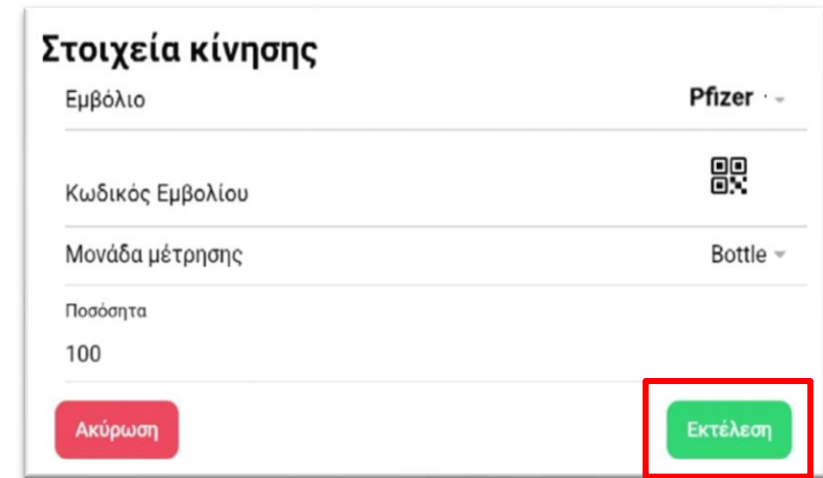 Στοιχεία κίνησης
Εμβόλιο Pfizer
Κωδικός Εμβολίου
Μονάδα μέτρησης Bottle
Ποσόσητα
100
Ακύρωση Εκτέλεση